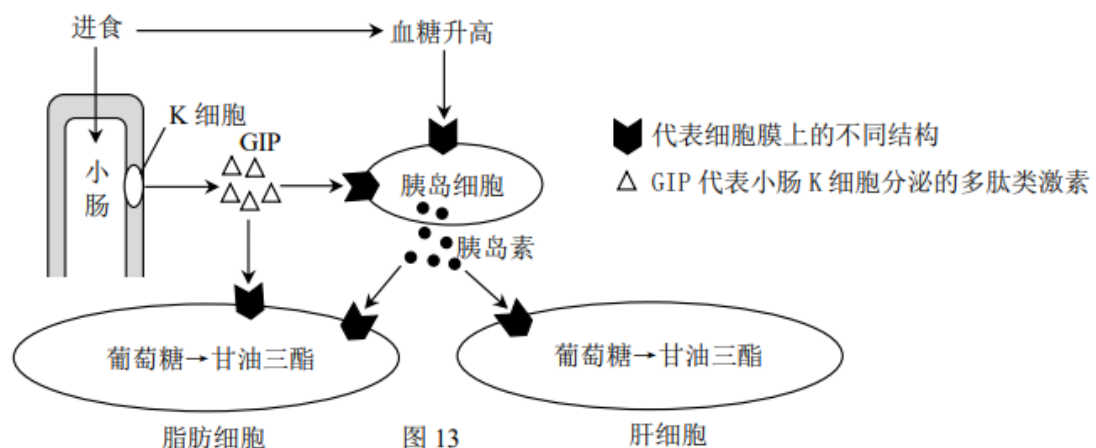 进食
血糖升高
K 细胞
GIP
小
肠
胰岛细胞
胰岛素
代表细胞膜上的不同结构
GIP 代表小肠 K 细胞分泌的多肽类激素
葡萄糖→甘油三酯
葡萄糖→甘油三酯
脂肪细胞
图 13
肝细胞